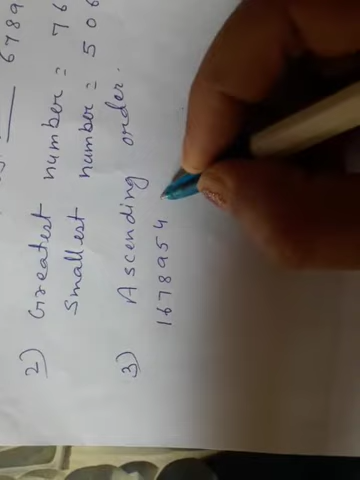 6789
2) Greatest number = 76
Smallest number = 506
3) Ascending order.
1678954